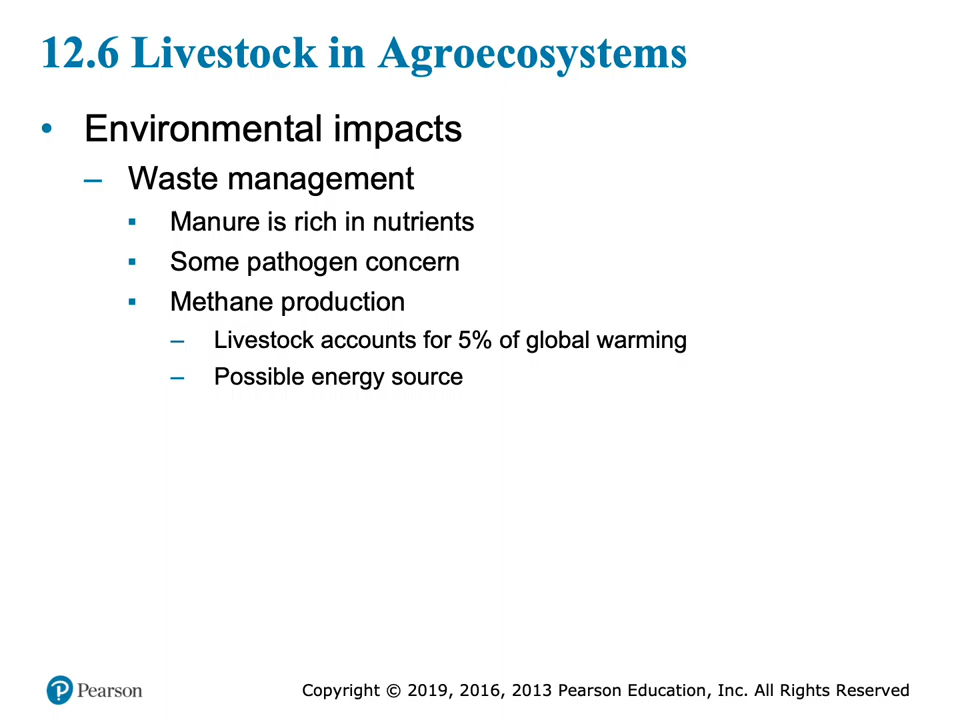 12.6 Livestock in Agroecosystems
• Environmental impacts
– Waste management
▪ Manure is rich in nutrients
▪ Some pathogen concern
▪ Methane production
– Livestock accounts for 5% of global warming
– Possible energy source
Pearson
Copyright © 2019, 2016, 2013 Pearson Education, Inc. All Rights Reserved